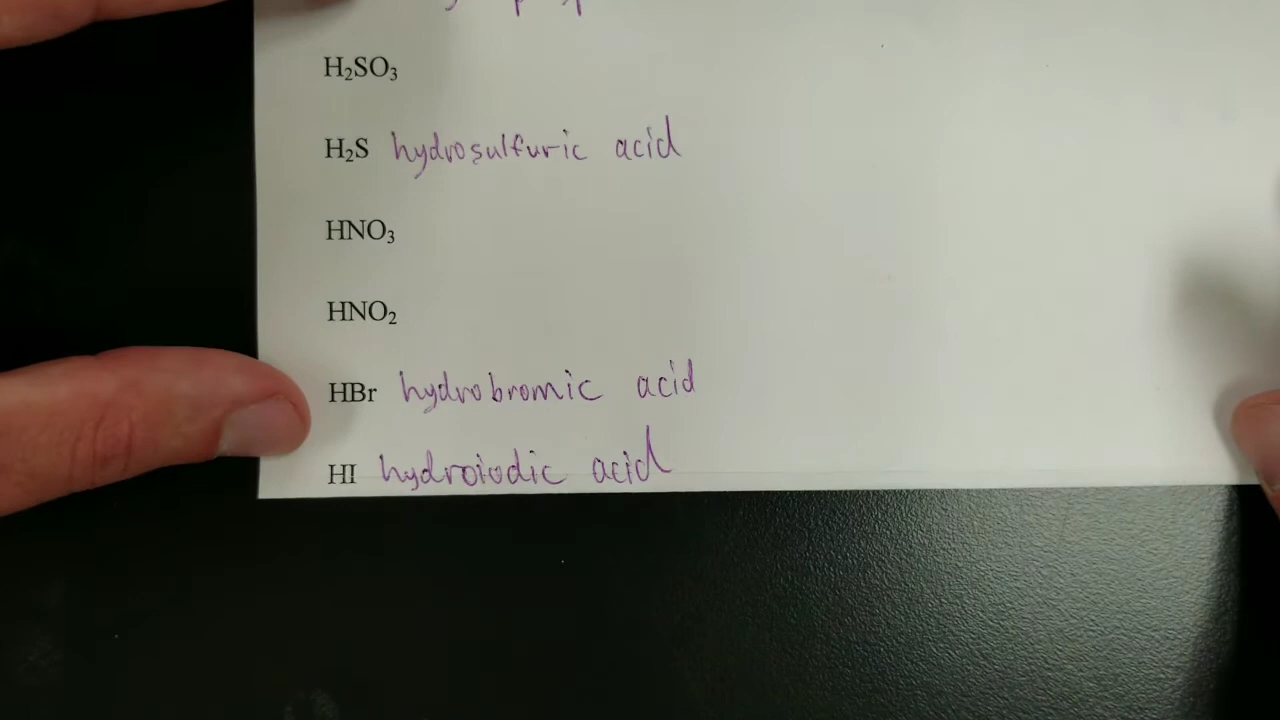 H₂SO₃
H₂S hydrosulfuric acid
HNO₃
HNO₂
HBr hydrobromic acid
HI hydroiodic acid